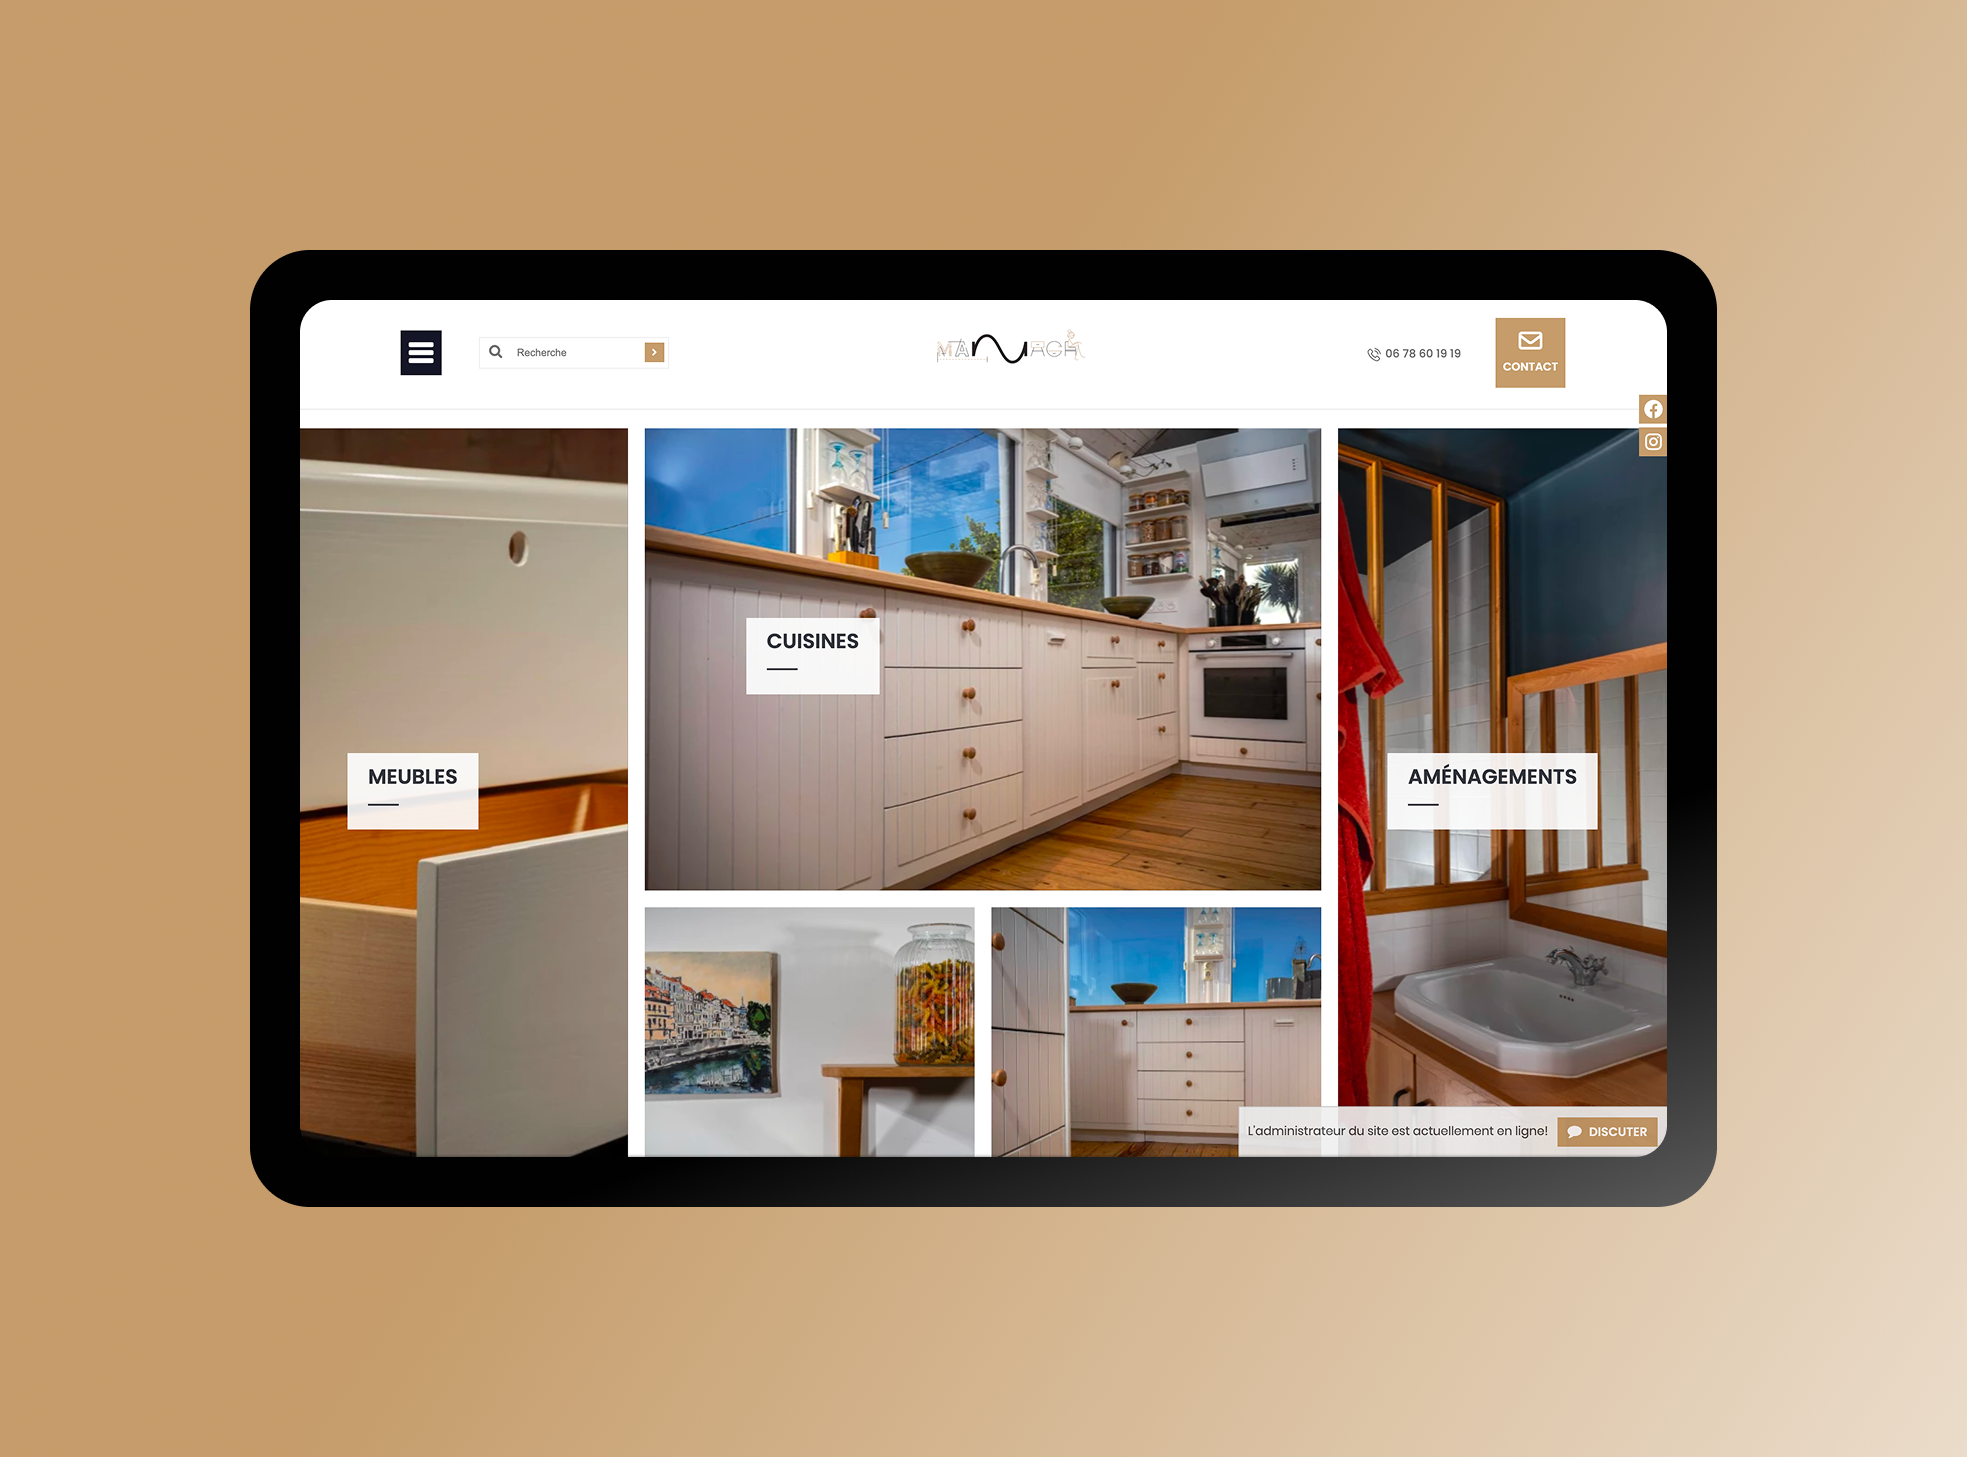 Recherche
06 78 60 19 19
CONTACT
CUISINES
MEUBLES
AMÉNAGEMENTS
L'administrateur du site est actuellement en ligne!
DISCUTER